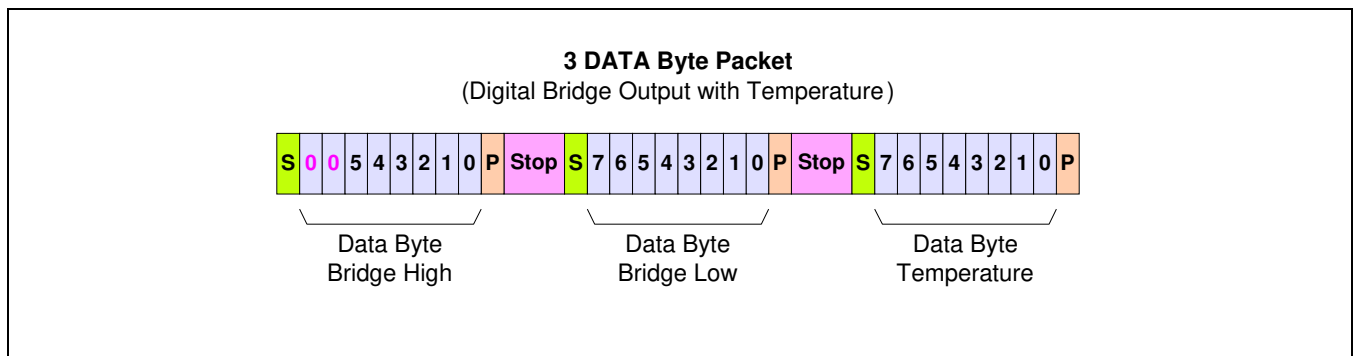 3 DATA Byte Packet
(Digital Bridge Output with Temperature)
S 0 0 5 4 3 2 1 0 P Stop S 7 6 5 4 3 2 1 0 P Stop S 7 6 5 4 3 2 1 0 P
Data Byte Data Byte Data Byte
Bridge High Bridge Low Temperature